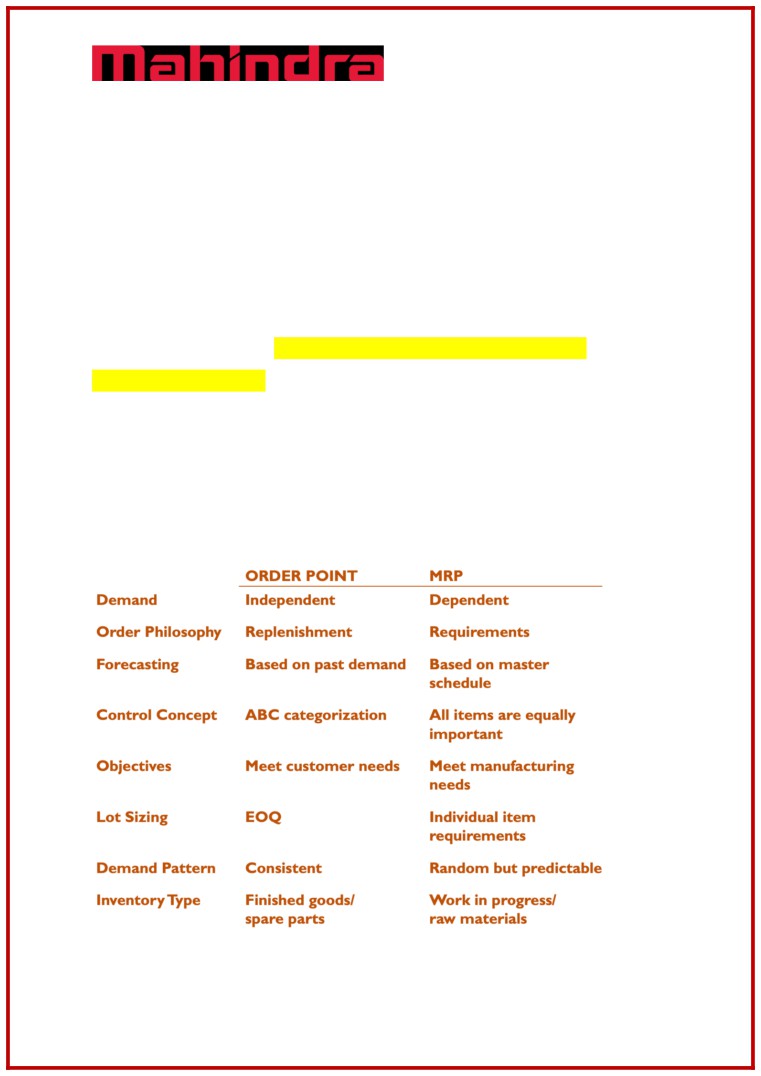 Mahindra
ORDER POINT MRP
Demand Independent Dependent
Order Philosophy Replenishment Requirements
Forecasting Based on past demand Based on master
schedule
Control Concept ABC categorization All items are equally
important
Objectives Meet customer needs Meet manufacturing
needs
Lot Sizing EOQ Individual item
requirements
Demand Pattern Consistent Random but predictable
Inventory Type Finished goods/ Work in progress/
spare parts raw materials